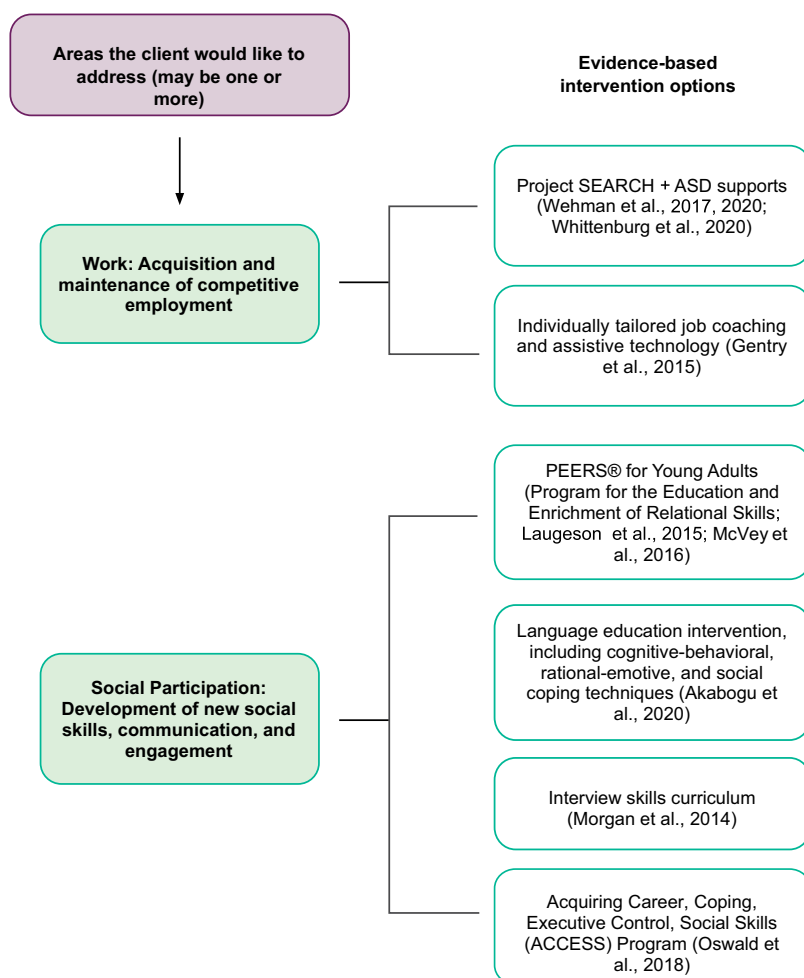 Areas the client would like to
address (may be one or
more)
Evidence-based
intervention options
Work: Acquisition and
maintenance of competitive
employment
Project SEARCH + ASD supports
(Wehman et al., 2017, 2020;
Whittenburg et al., 2020)
Individually tailored job coaching
and assistive technology (Gentry
et al., 2015)
Social Participation:
Development of new social
skills, communication, and
engagement
PEERS® for Young Adults
(Program for the Education and
Enrichment of Relational Skills;
Laugeson et al., 2015; McVey et
al., 2016)
Language education intervention,
including cognitive-behavioral,
rational-emotive, and social
coping techniques (Akabogu et
al., 2020)
Interview skills curriculum
(Morgan et al., 2014)
Acquiring Career, Coping,
Executive Control, Social Skills
(ACCESS) Program (Oswald et
al., 2018)